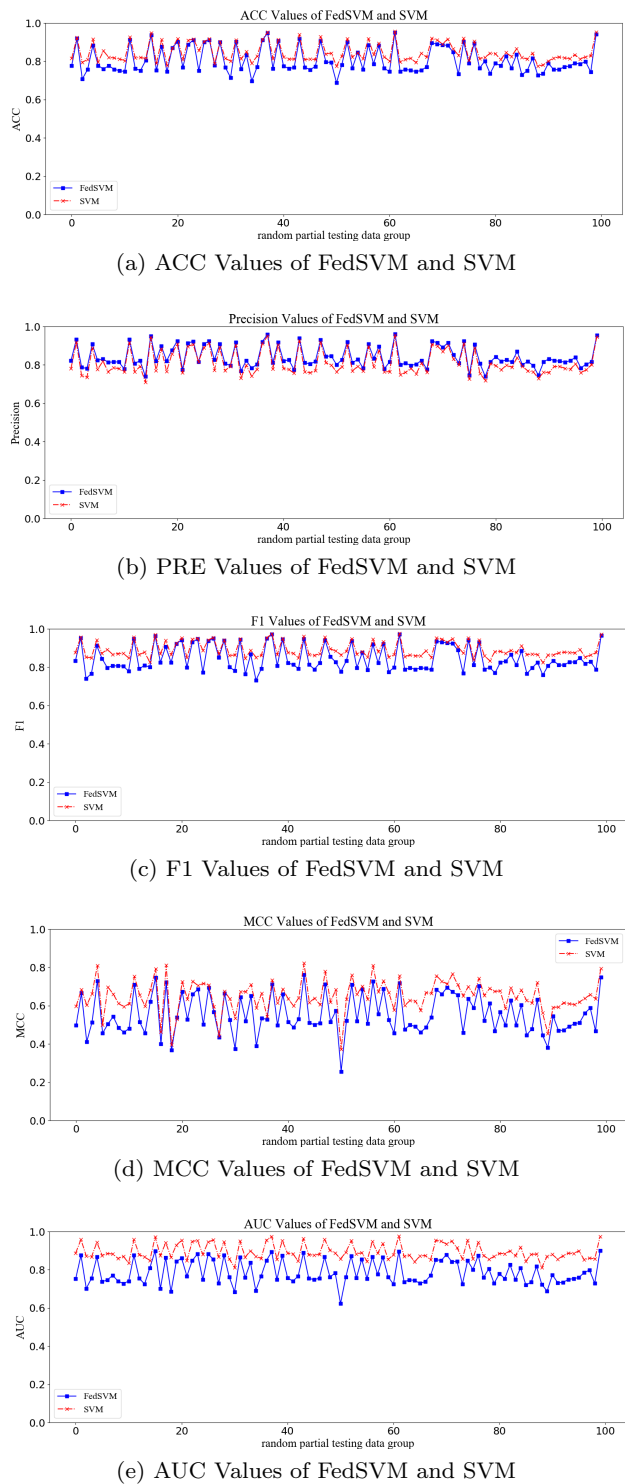 ACC Values of FedSVM and SVM
1.0
0.8
0.6
0.4
0.2
0.0
ACC
FedSVM
SVM
0 20 40 60 80 100
random partial testing data group
(a) ACC Values of FedSVM and SVM
Precision Values of FedSVM and SVM
1.0
0.8
0.6
0.4
0.2
0.0
Precision
FedSVM
SVM
0 20 40 60 80 100
random partial testing data group
(b) PRE Values of FedSVM and SVM
F1 Values of FedSVM and SVM
1.0
0.8
0.6
0.4
0.2
0.0
F1
FedSVM
SVM
0 20 40 60 80 100
random partial testing data group
(c) F1 Values of FedSVM and SVM
MCC Values of FedSVM and SVM
1.0
0.8
0.6
0.4
0.2
0.0
MCC
FedSVM
SVM
0 20 40 60 80 100
random partial testing data group
(d) MCC Values of FedSVM and SVM
AUC Values of FedSVM and SVM
1.0
0.8
0.6
0.4
0.2
0.0
AUC
FedSVM
SVM
0 20 40 60 80 100
random partial testing data group
(e) AUC Values of FedSVM and SVM